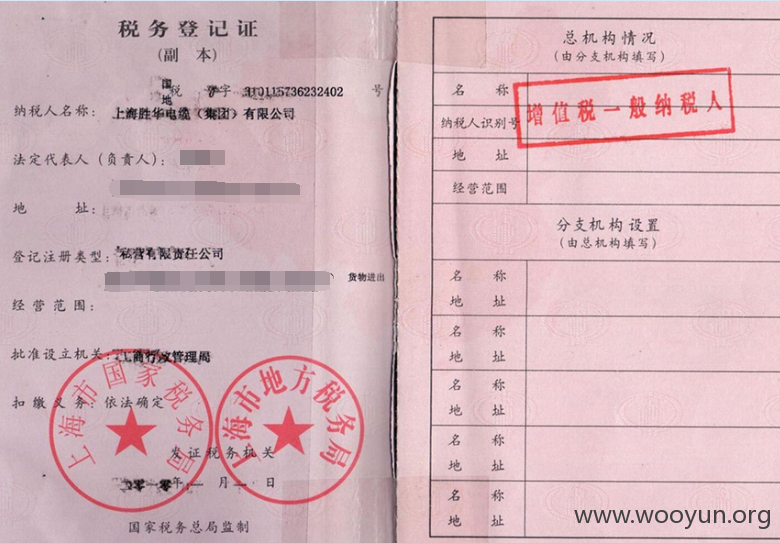 税务登记证
(副 本)
国
地
税 字 310115736232402 号
纳税人名称: 上海胜华电缆(集团)有限公司
法定代表人(负责人):
地 址:
登记注册类型: 私营有限责任公司
货物进出
经营范围:
批准设立机关: 工商行政管理局
扣缴义务: 依法确定
上海市国家税务局
上海市地方税务局
发证税务机关
二零一零年一月一日
国家税务总局监制
总机构情况
(由分支机构填写)
名 称
增值税一般纳税人
纳税人识别号
地 址
经营范围
分支机构设置
(由总机构填写)
名 称
地 址
名 称
地 址
名 称
地 址
名 称
地 址
名 称
地 址
www.wooyun.org